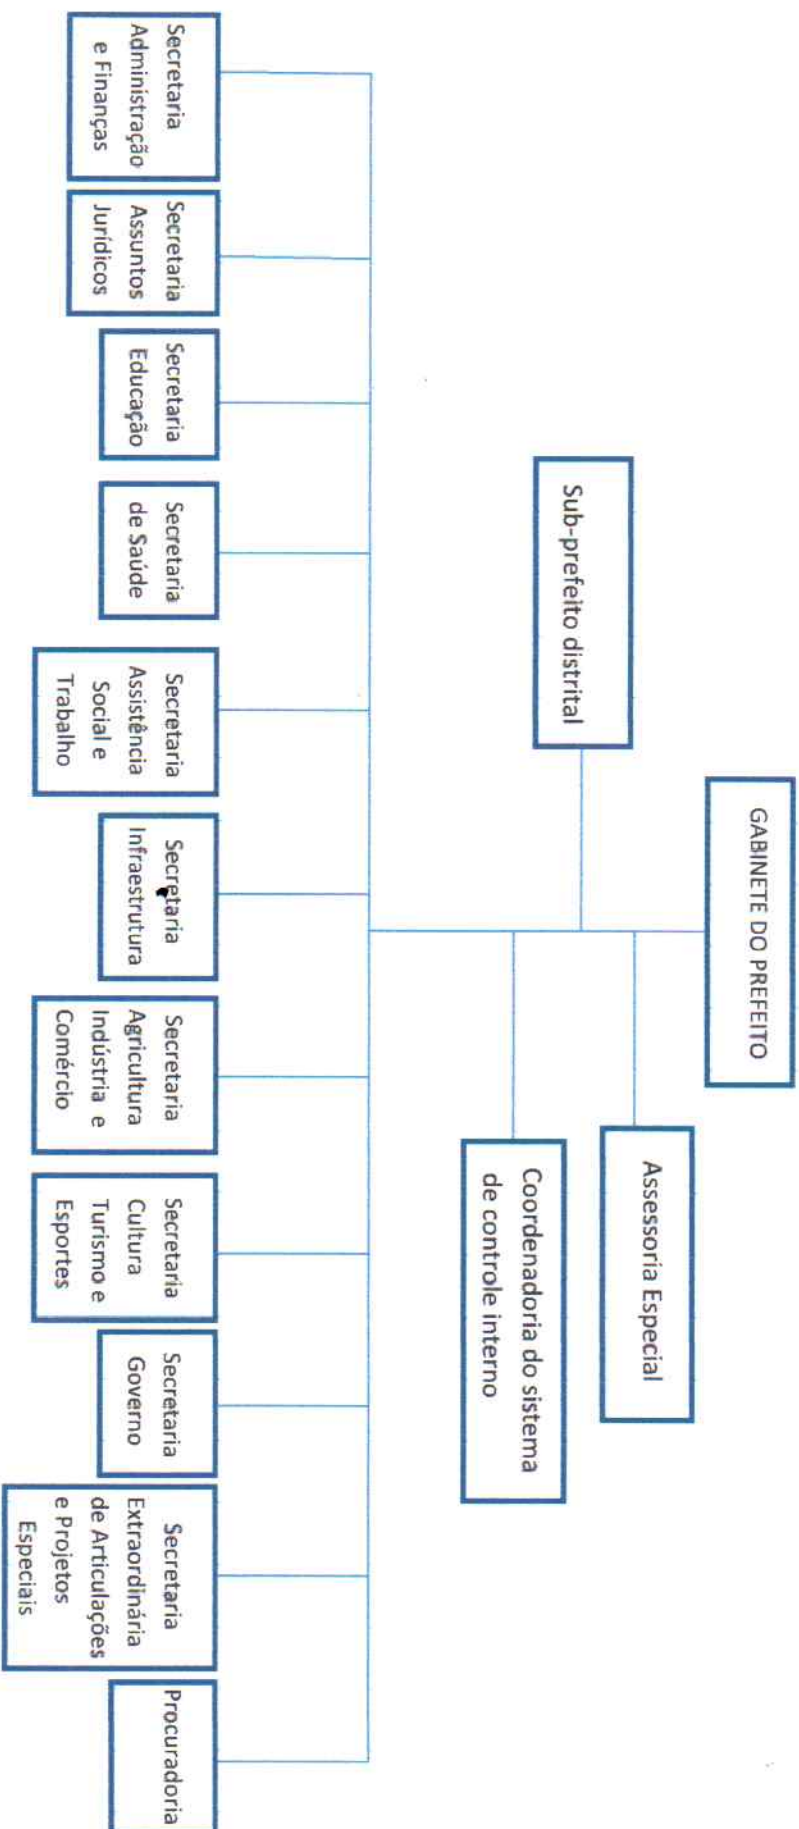 GABINETE DO PREFEITO
Assessoria Especial
Sub-prefeito distrital
Coordenadoria do sistema
de controle interno
Secretaria
Administração
e Finanças
Secretaria
Assuntos
Jurídicos
Secretaria
Educação
Secretaria
de Saúde
Secretaria
Assistência
Social e
Trabalho
Secretaria
Infraestrutura
Secretaria
Agricultura
Indústria e
Comércio
Secretaria
Cultura
Turismo e
Esportes
Secretaria
Governo
Secretaria
Extraordinária
de Articulações
e Projetos
Especiais
Procuradoria